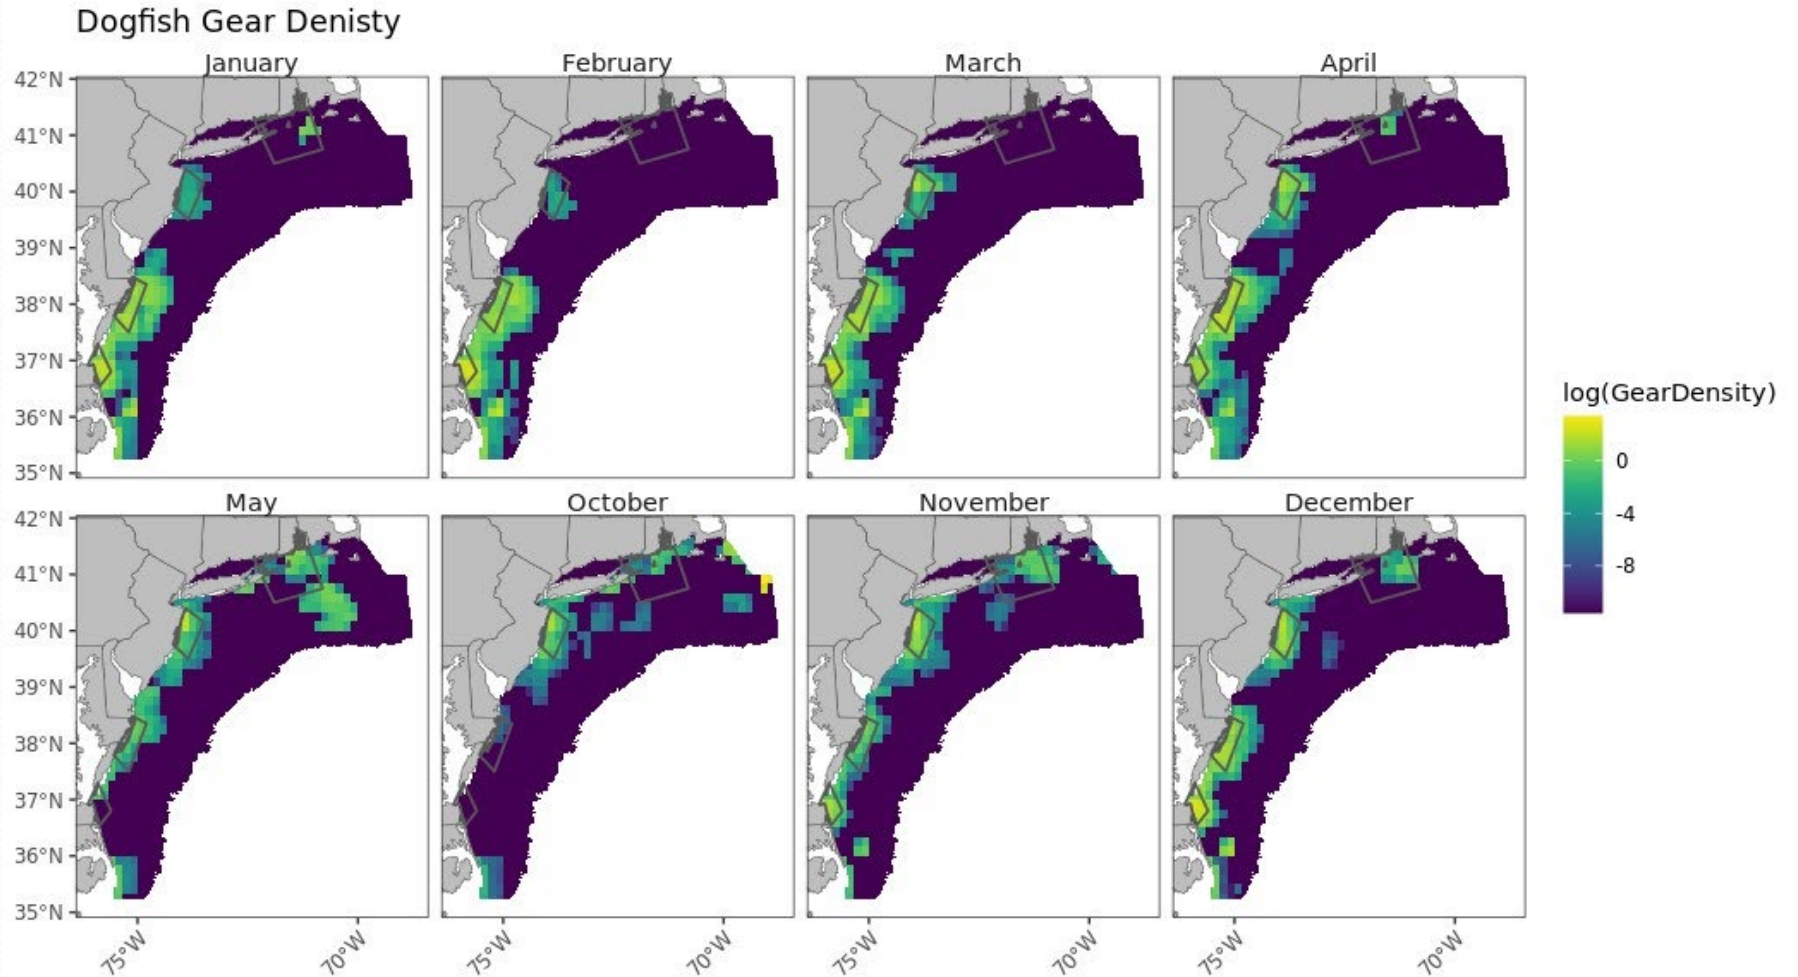 Dogfish Gear Denisty
January February March April
42°N
41°N
40°N
39°N
38°N
37°N
36°N
35°N
May October November December
42°N
41°N
40°N
39°N
38°N
37°N
36°N
35°N
75°W 70°W 75°W 70°W 75°W 70°W 75°W 70°W
log(GearDensity)
0
-4
-8